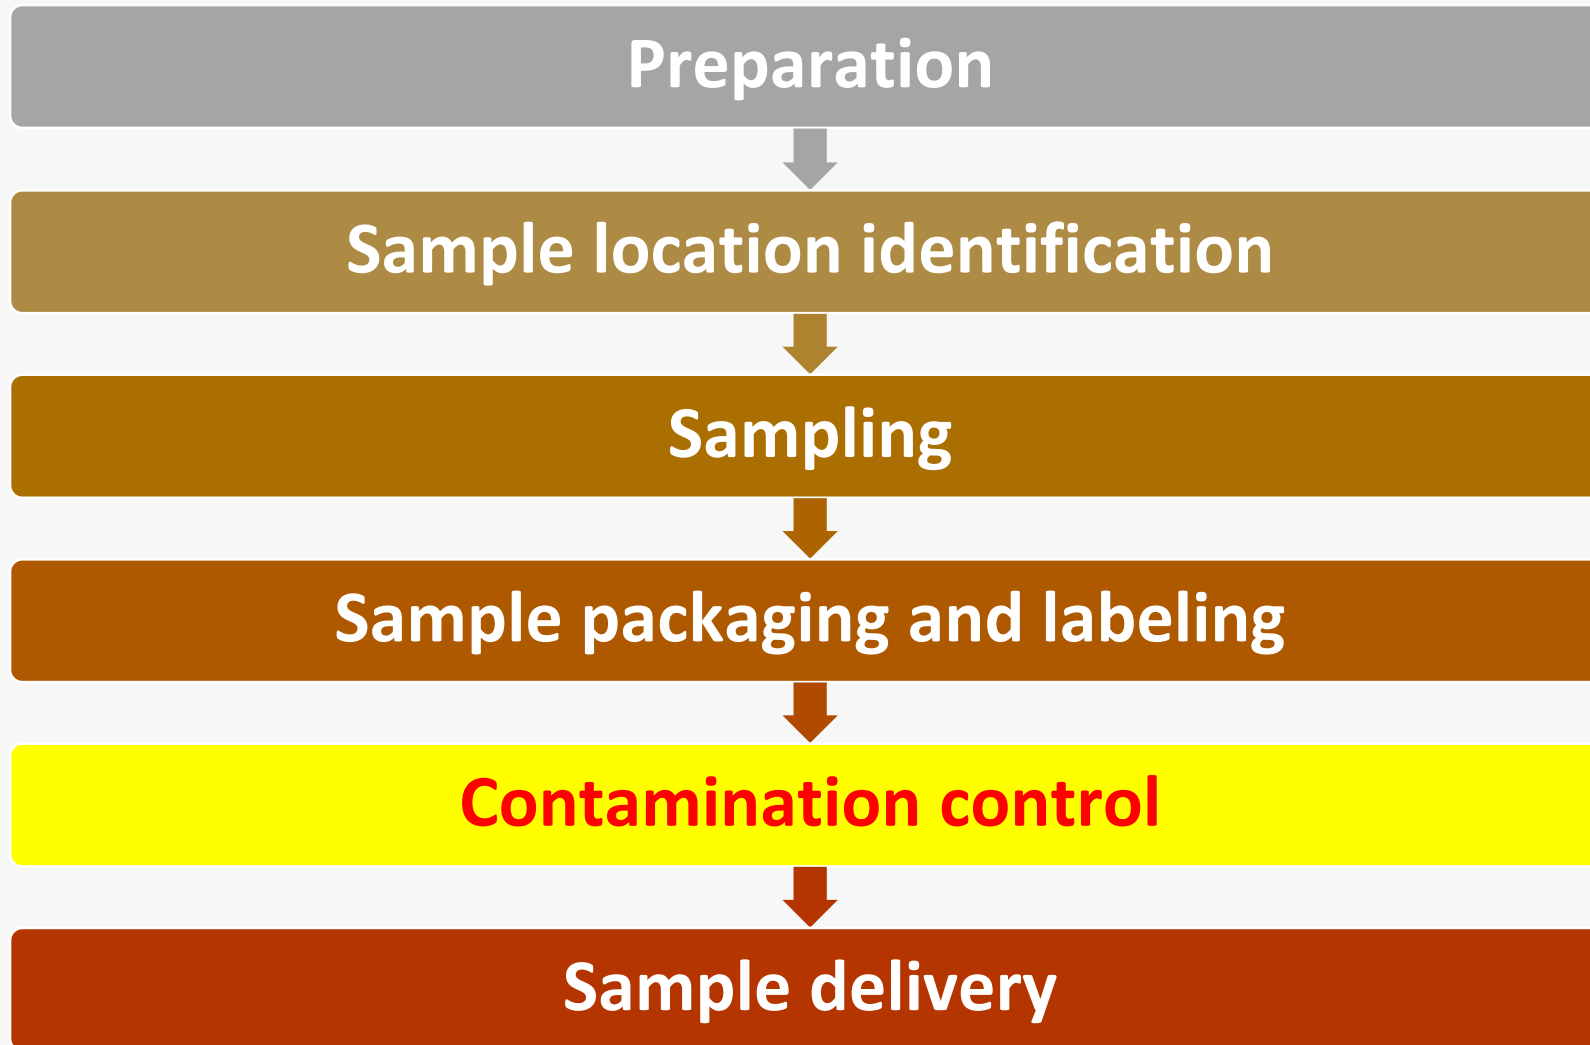 Preparation
Sample location identification
Sampling
Sample packaging and labeling
Contamination control
Sample delivery